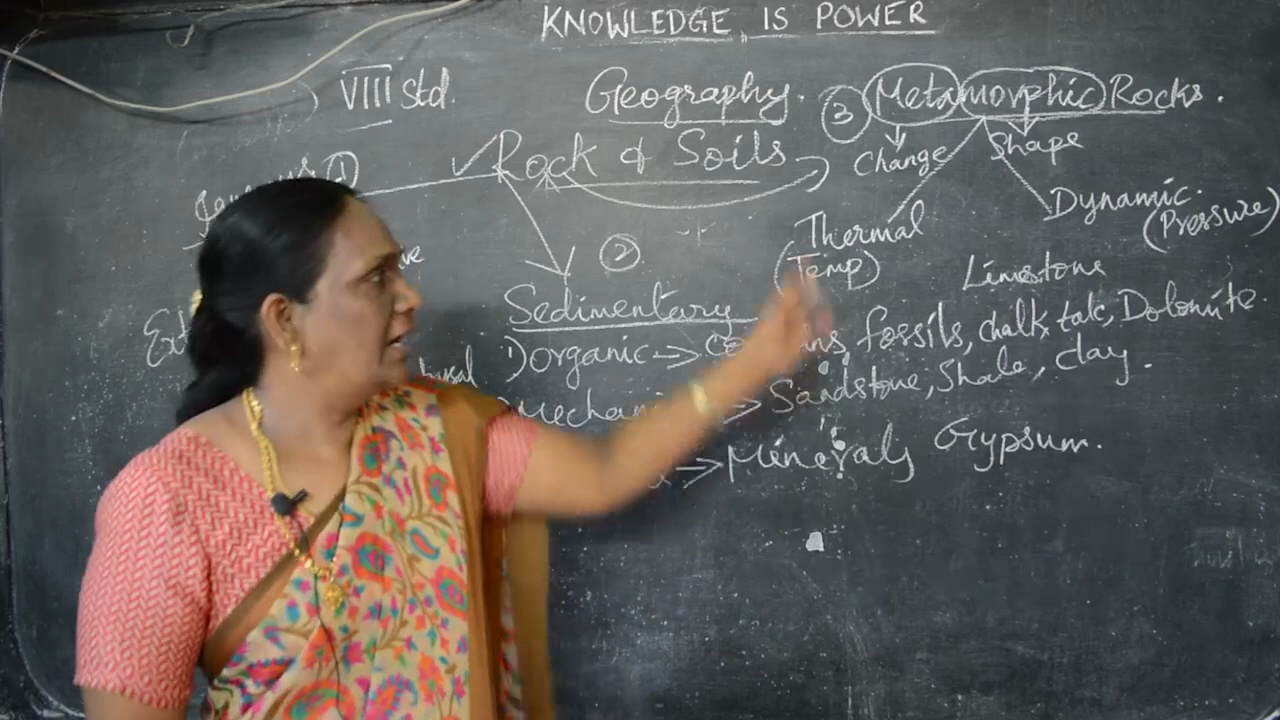 KNOWLEDGE IS POWER
VIII Std.
Geography.
3 Metamorphic Rocks.
Rock & Soils
Change
Shape
1
Thermal
(Temp)
Dynamic
(Pressure)
2
Sedimentary
Limestone
1) Organic → fossils, chalk, talc, Dolomite.
→ Sandstone, Shale, Clay.
→ Minerals Gypsum.